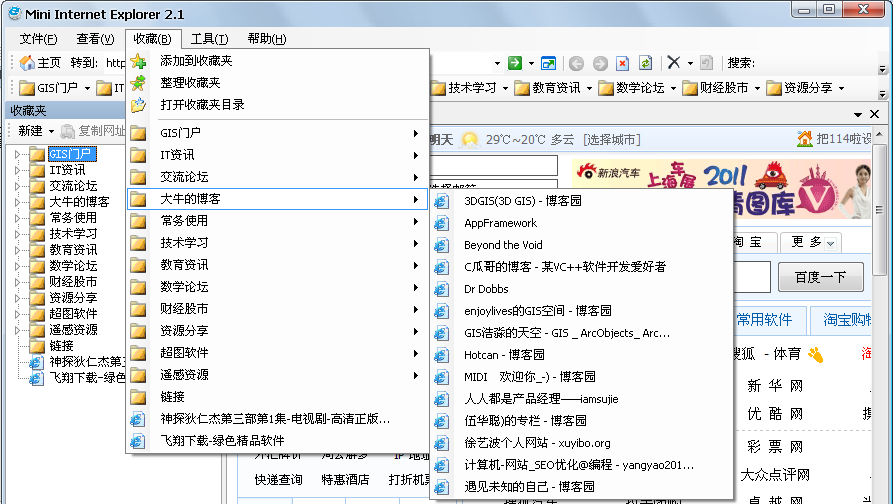 Mini Internet Explorer 2.1
文件(F) 查看(V) 收藏(B) 工具(T) 帮助(H)
主页 转到: http 搜索:
GIS门户 IT 技术学习 教育资讯 数学论坛 财经股市 资源分享
收藏夹
新建 复制网址
GIS门户
IT资讯
交流论坛
大牛的博客
常务使用
技术学习
教育资讯
数学论坛
财经股市
资源分享
超图软件
遥感资源
链接
神探狄仁杰第三
飞翔下载-绿色
添加到收藏夹
整理收藏夹
打开收藏夹目录
GIS门户
IT资讯
交流论坛
大牛的博客
常务使用
技术学习
教育资讯
数学论坛
财经股市
资源分享
超图软件
遥感资源
链接
神探狄仁杰第三部第1集-电视剧-高清正版...
飞翔下载-绿色精品软件
3DGIS(3D GIS) - 博客园
AppFramework
Beyond the Void
C瓜哥的博客 - 某VC++软件开发爱好者
Dr Dobbs
enjoylives的GIS空间 - 博客园
GIS浩淼的天空 - GIS _ ArcObjects_ Arc...
Hotcan - 博客园
MIDI 欢迎你_-) - 博客园
人人都是产品经理——iamsujie
伍华聪)的专栏 - 博客园
徐艺波个人网站 - xuyibo.org
计算机-网站_SEO优化@编程 - yangyao201...
遇见未知的自己 - 博客园
明天 29℃~20℃ 多云 [选择城市] 把114啦设
新浪汽车 上海车展 2011 美女车模高清图库
淘 宝 更 多
百度一下
常用软件 淘宝购物
搜狐 - 体育
新 华 网
优 酷 网
彩 票 网
大众点评网
卓 越 网
快递查询 特惠酒店 打折机票